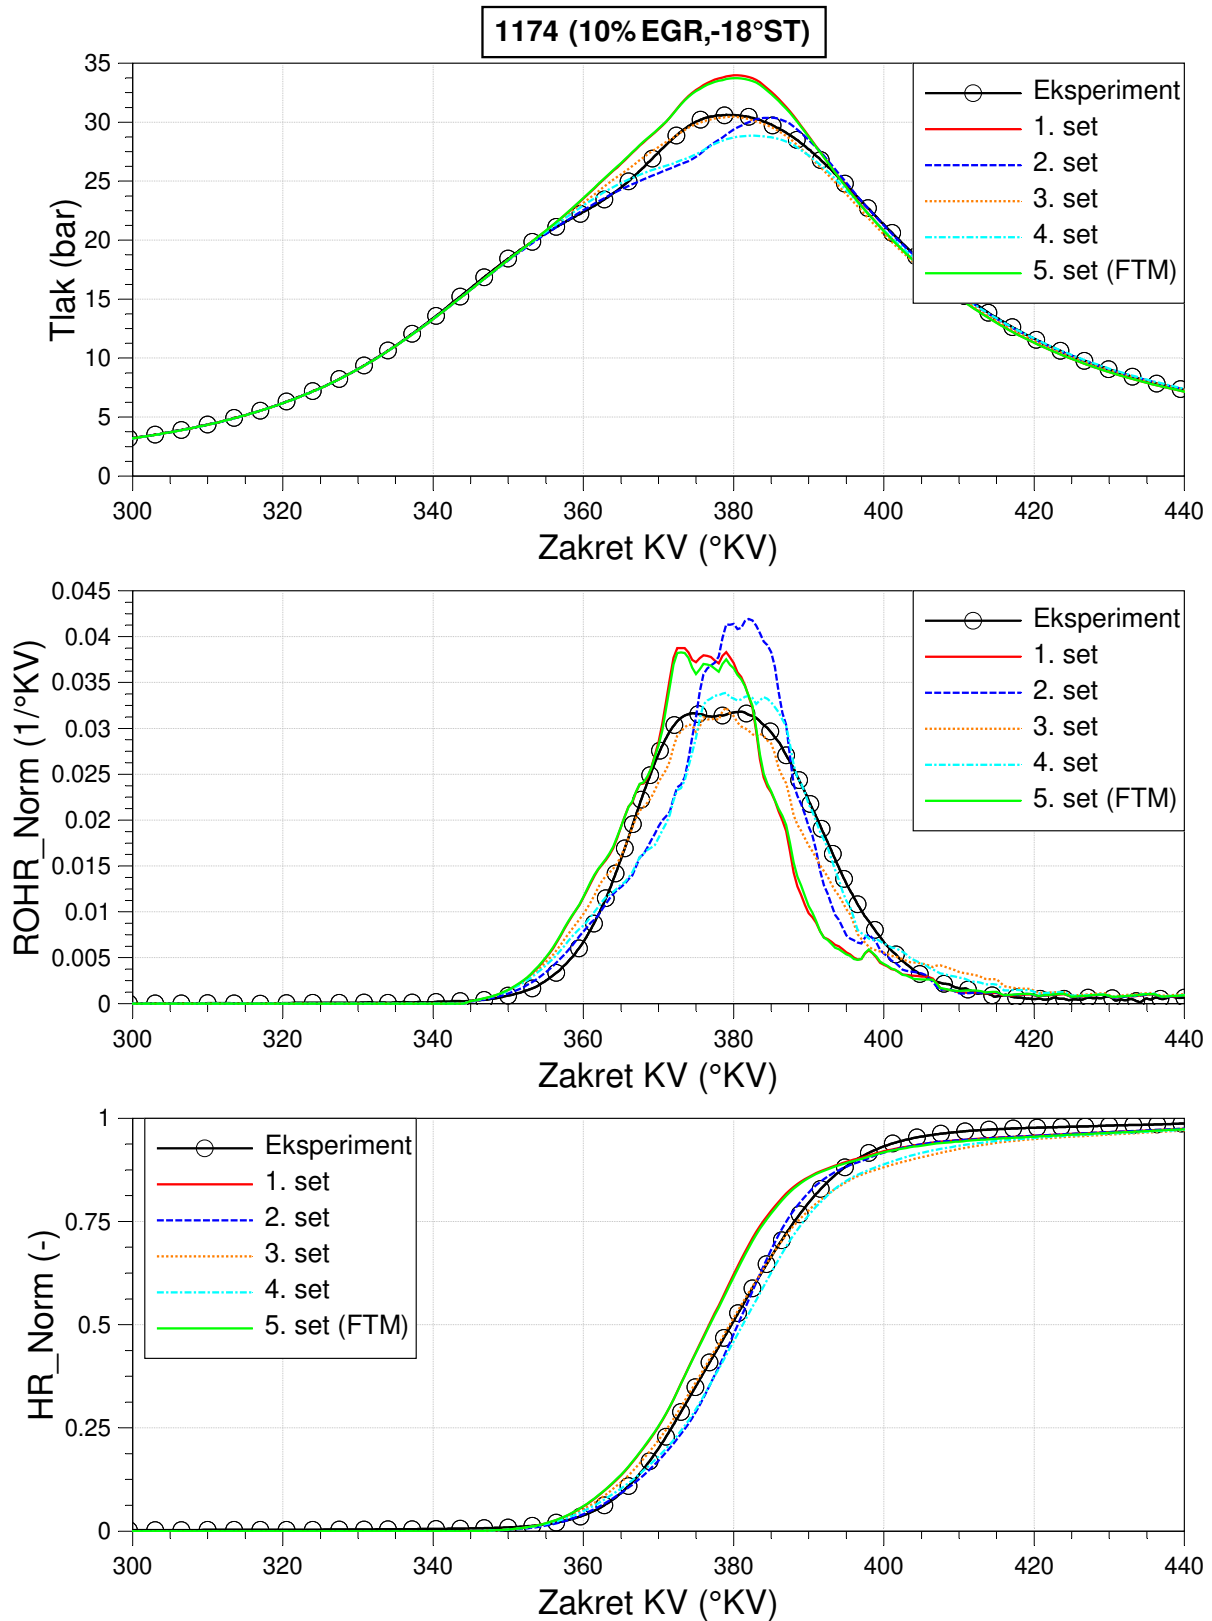 1174 (10% EGR,-18°ST)
35
30
25
20
15
10
5
0
Tlak (bar)
300 320 340 360 380 400 420 440
Zakret KV (°KV)
Eksperiment
1. set
2. set
3. set
4. set
5. set (FTM)
0.045
0.04
0.035
0.03
0.025
0.02
0.015
0.01
0.005
0
ROHR_Norm (1/°KV)
300 320 340 360 380 400 420 440
Zakret KV (°KV)
Eksperiment
1. set
2. set
3. set
4. set
5. set (FTM)
1
0.75
0.5
0.25
0
HR_Norm (-)
300 320 340 360 380 400 420 440
Zakret KV (°KV)
Eksperiment
1. set
2. set
3. set
4. set
5. set (FTM)